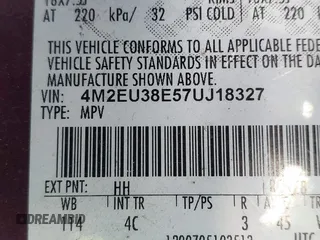 AT 220 kPa/ 32 PSI COLD AT 220
THIS VEHICLE CONFORMS TO ALL APPLICABLE FEDE
VEHICLE SAFETY STANDARDS IN EFFECT ON THE
MANUFACTURE SHOWN ABOVE.
VIN: 4M2EU38E57UJ18327
TYPE: MPV
EXT PNT: HH
WB INT TR TP/PS R
114 4C 3 45
UTC
DREAMBID